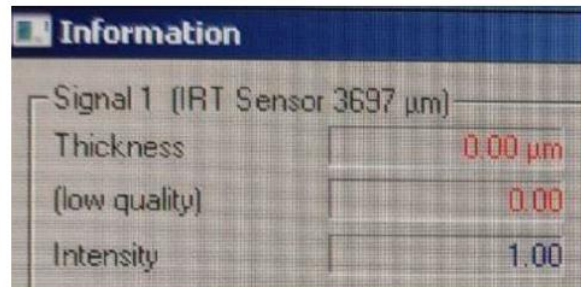 Information
Signal 1 (IRT Sensor 3697 µm)
Thickness 0.00 µm
(low quality) 0.00
Intensity 1.00